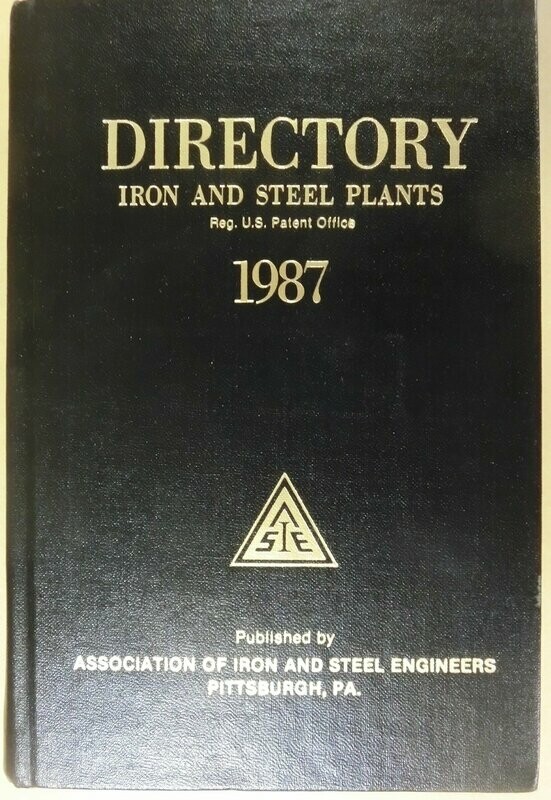 DIRECTORY
IRON AND STEEL PLANTS
Reg. U.S. Patent Office
1987
A
S I E
Published by
ASSOCIATION OF IRON AND STEEL ENGINEERS
PITTSBURGH, PA.